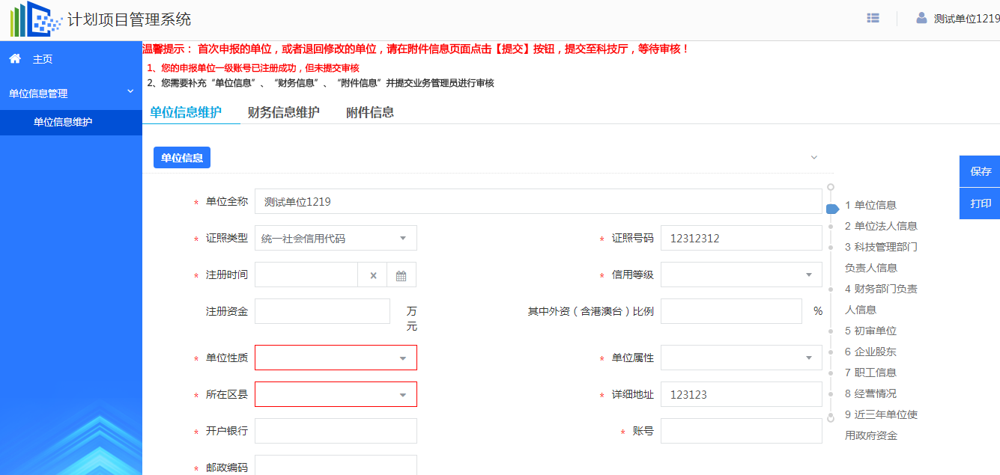 计划项目管理系统
测试单位1219
主页
单位信息管理
单位信息维护
温馨提示： 首次申报的单位，或者退回修改的单位，请在附件信息页面点击【提交】按钮，提交至科技厅，等待审核！
1、您的申报单位一级账号已注册成功，但未提交审核
2、您需要补充“单位信息”、“财务信息”、“附件信息”并提交业务管理员进行审核
单位信息维护 财务信息维护 附件信息
单位信息
保存
打印
* 单位全称 测试单位1219
* 证照类型 统一社会信用代码 * 证照号码 12312312
* 注册时间 * 信用等级
注册资金 万元 其中外资（含港澳台）比例 %
* 单位性质 * 单位属性
* 所在区县 * 详细地址 123123
* 开户银行 * 账号
* 邮政编码
1 单位信息
2 单位法人信息
3 科技管理部门
负责人信息
4 财务部门负责
人信息
5 初审单位
6 企业股东
7 职工信息
8 经营情况
9 近三年单位使
用政府资金